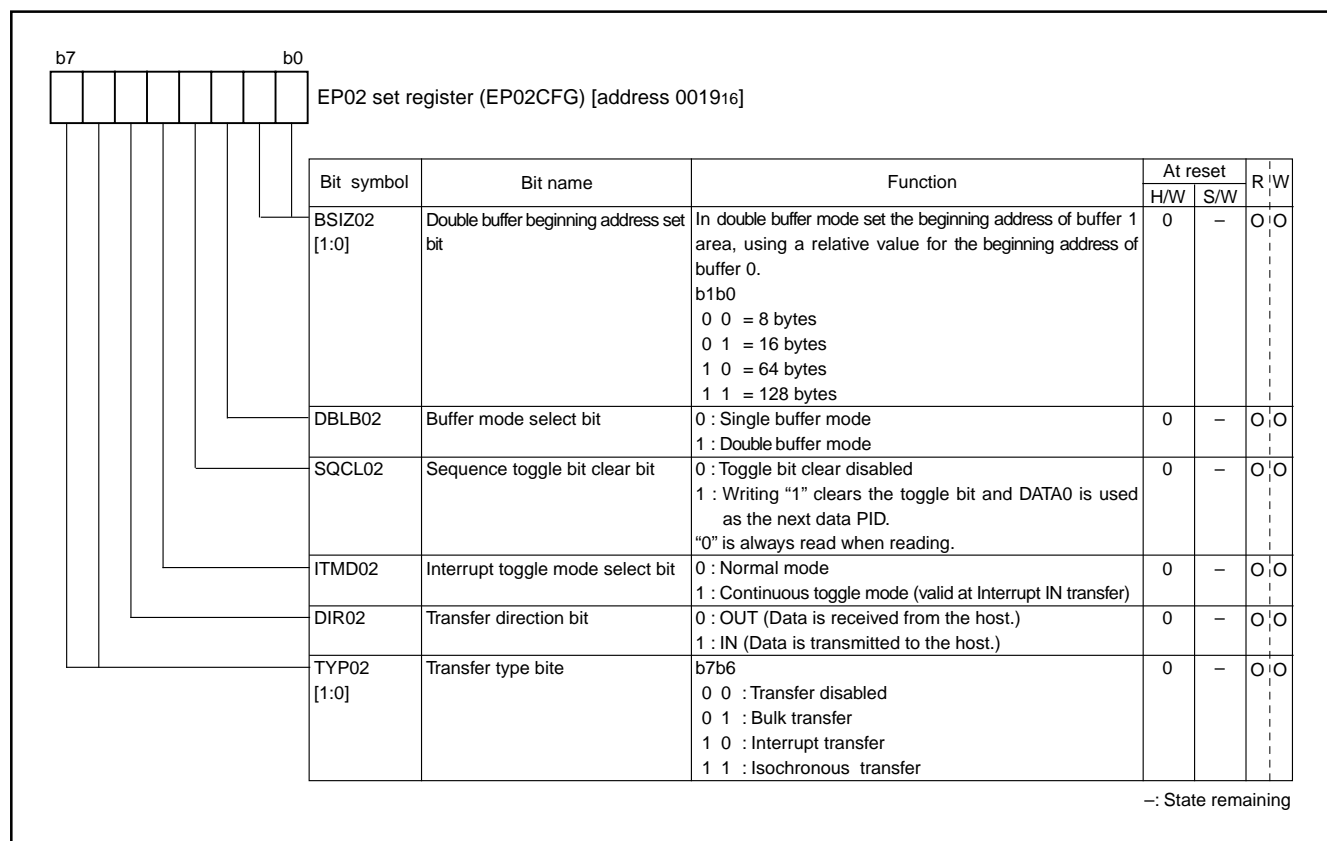 b7 b0
EP02 set register (EP02CFG) [address 001916]
Bit symbol Bit name Function At reset R W
H/W S/W
BSIZ02 Double buffer beginning address set In double buffer mode set the beginning address of buffer 1 0 – O O
[1:0] bit area, using a relative value for the beginning address of
buffer 0.
b1b0
0 0 = 8 bytes
0 1 = 16 bytes
1 0 = 64 bytes
1 1 = 128 bytes
DBLB02 Buffer mode select bit 0 : Single buffer mode 0 – O O
1 : Double buffer mode
SQCL02 Sequence toggle bit clear bit 0 : Toggle bit clear disabled 0 – O O
1 : Writing “1” clears the toggle bit and DATA0 is used
as the next data PID.
“0” is always read when reading.
ITMD02 Interrupt toggle mode select bit 0 : Normal mode 0 – O O
1 : Continuous toggle mode (valid at Interrupt IN transfer)
DIR02 Transfer direction bit 0 : OUT (Data is received from the host.) 0 – O O
1 : IN (Data is transmitted to the host.)
TYP02 Transfer type bite b7b6 0 – O O
[1:0] 0 0 : Transfer disabled
0 1 : Bulk transfer
1 0 : Interrupt transfer
1 1 : Isochronous transfer
–: State remaining